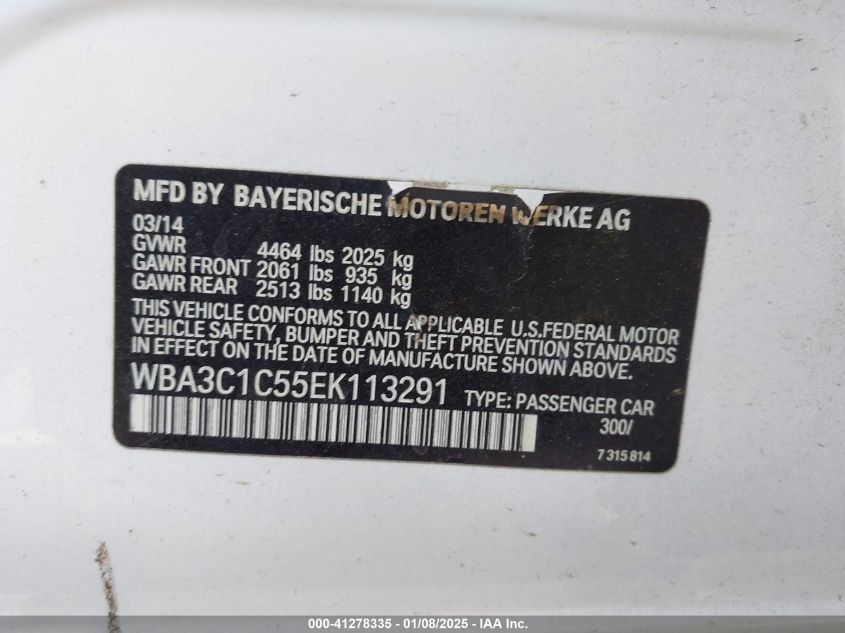 MFD BY BAYERISCHE MOTOREN WERKE AG
03/14
GVWR 4464 lbs 2025 kg
GAWR FRONT 2061 lbs 935 kg
GAWR REAR 2513 lbs 1140 kg
THIS VEHICLE CONFORMS TO ALL APPLICABLE U.S.FEDERAL MOTOR
VEHICLE SAFETY, BUMPER AND THEFT PREVENTION STANDARDS
IN EFFECT ON THE DATE OF MANUFACTURE SHOWN ABOVE.
WBA3C1C55EK113291 TYPE: PASSENGER CAR
300/
7 315 814
000-41278335 - 01/08/2025 - IAA Inc.